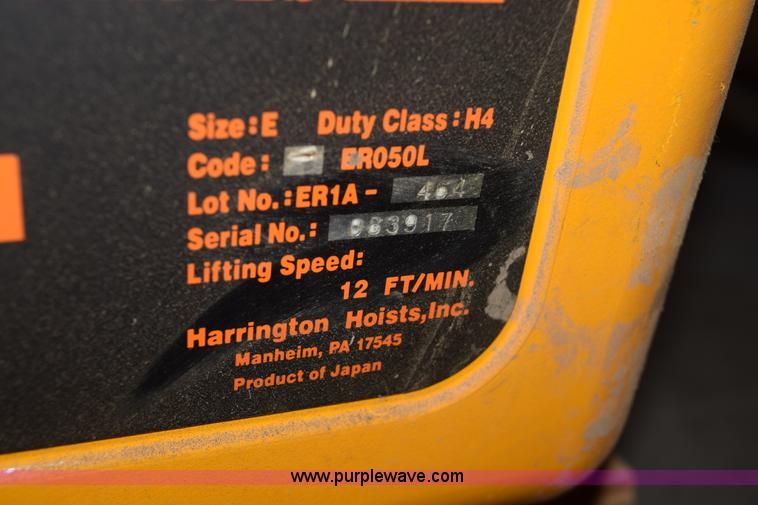 Size:E Duty Class:H4
Code: ER050L
Lot No.:ER1A-
Serial No.: 083917
Lifting Speed:
12 FT/MIN.
Harrington Hoists,Inc.
Manheim, PA 17545
Product of Japan
www.purplewave.com